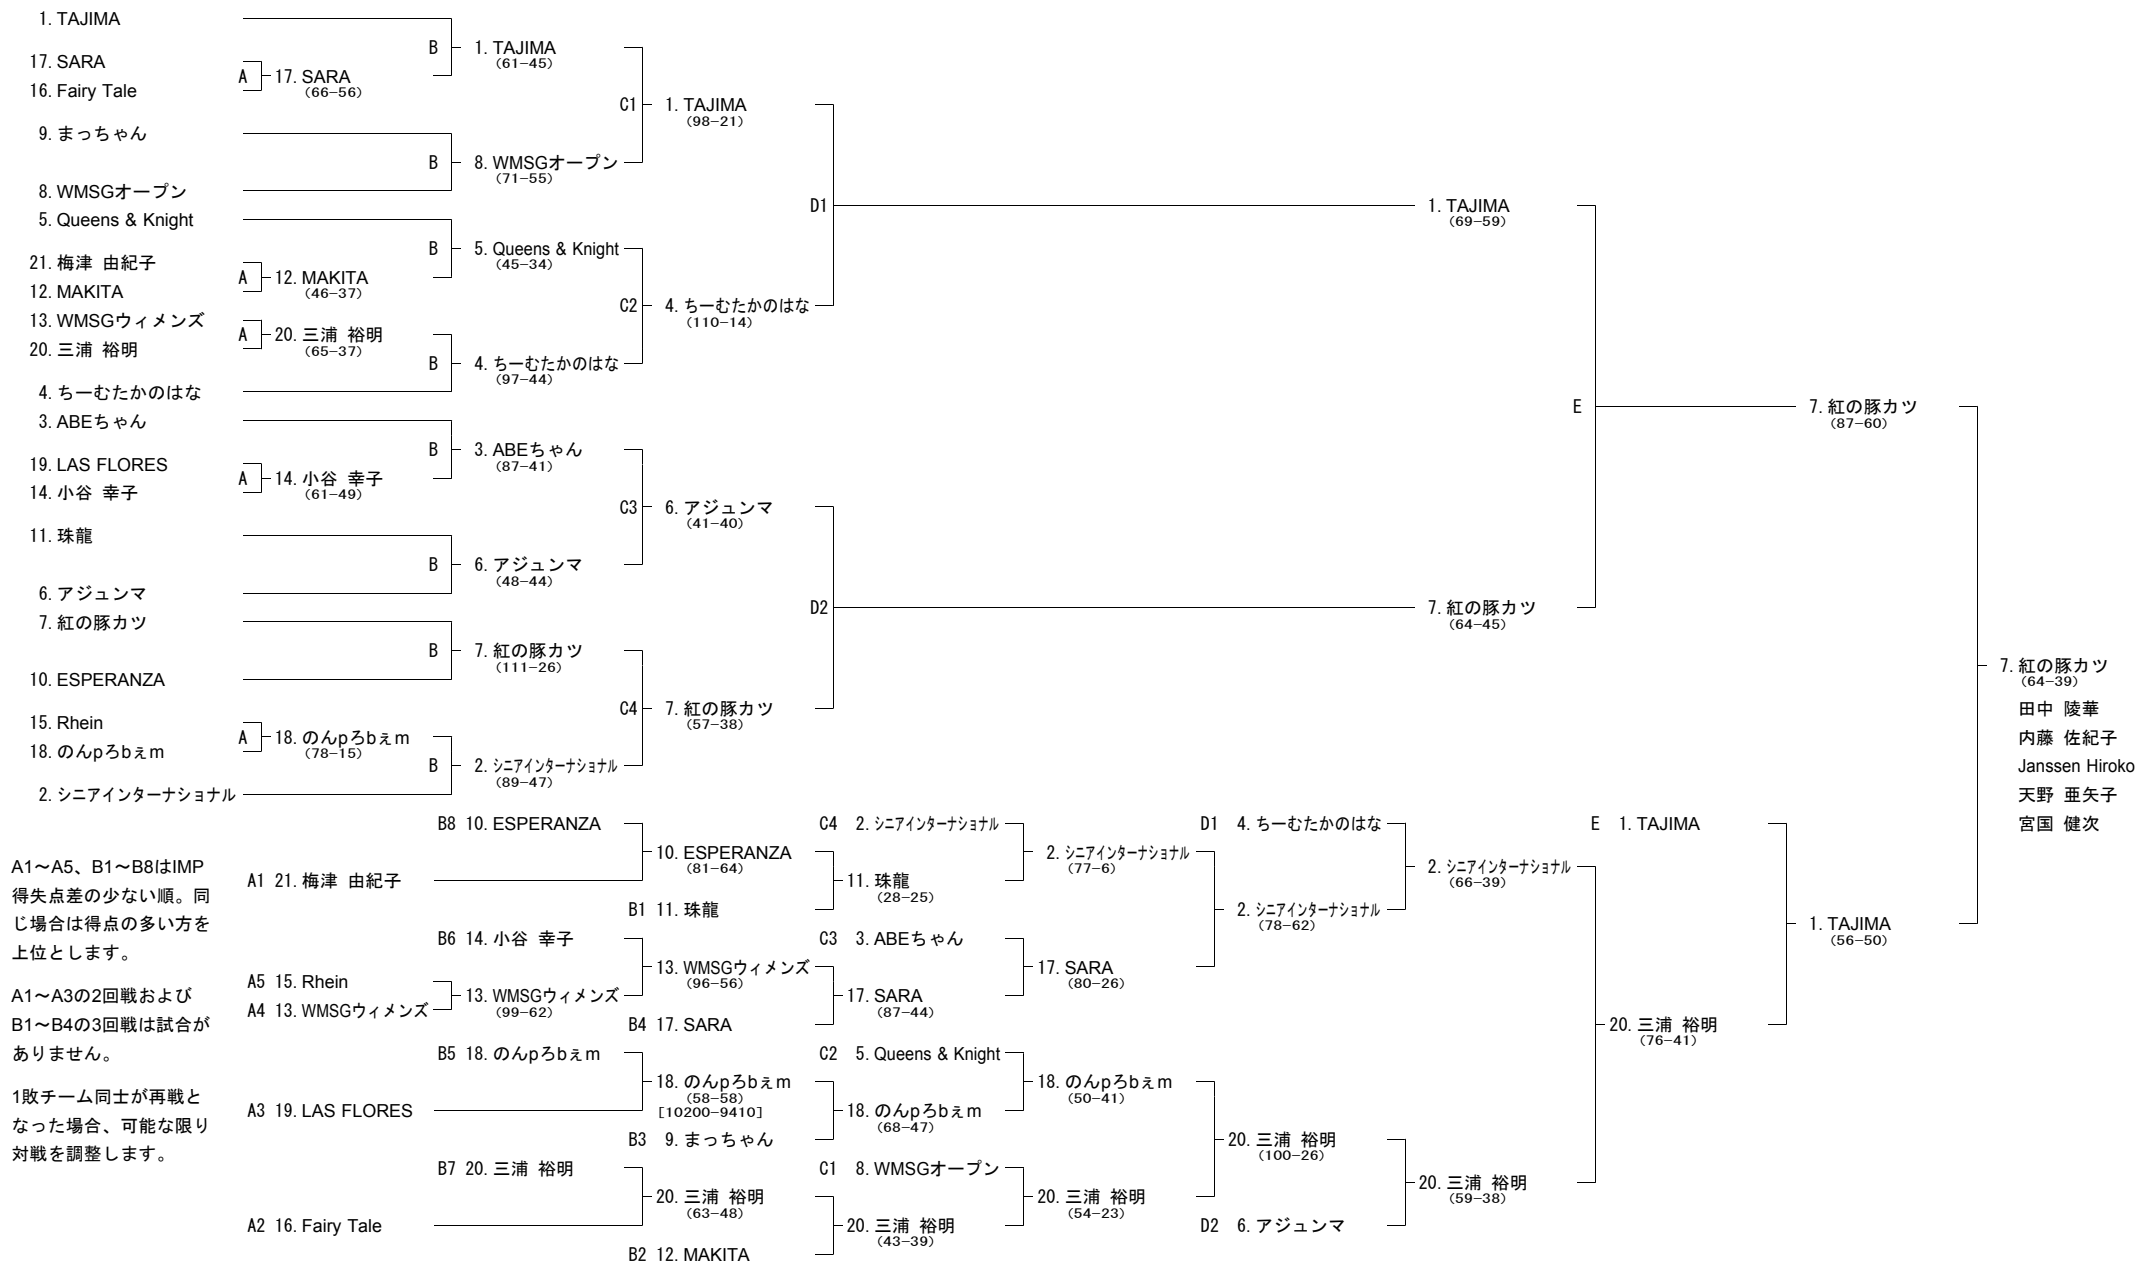 1. TAJIMA
17. SARA
16. Fairy Tale
9. まっちゃん
8. WMSGオープン
5. Queens & Knight
21. 梅津 由紀子
12. MAKITA
13. WMSGウィメンズ
20. 三浦 裕明
4. ちーむたかのはな
3. ABEちゃん
19. LAS FLORES
14. 小谷 幸子
11. 珠龍
6. アジュンマ
7. 紅の豚カツ
10. ESPERANZA
15. Rhein
18. のんpろbぇm
2. シニアインターナショナル
A 17. SARA
(66-56)
A 12. MAKITA
(46-37)
A 20. 三浦 裕明
(65-37)
A 14. 小谷 幸子
(61-49)
A 18. のんpろbぇm
(78-15)
B 1. TAJIMA
(61-45)
B 8. WMSGオープン
(71-55)
B 5. Queens & Knight
(45-34)
B 4. ちーむたかのはな
(97-44)
B 3. ABEちゃん
(87-41)
B 6. アジュンマ
(48-44)
B 7. 紅の豚カツ
(111-26)
B 2. シニアインターナショナル
(89-47)
C1 1. TAJIMA
(98-21)
C2 4. ちーむたかのはな
(110-14)
C3 6. アジュンマ
(41-40)
C4 7. 紅の豚カツ
(57-38)
D1 1. TAJIMA
(69-59)
D2 7. 紅の豚カツ
(64-45)
E 7. 紅の豚カツ
(87-60)
7. 紅の豚カツ
(64-39)
田中 陵華
内藤 佐紀子
Janssen Hiroko
天野 亜矢子
宮国 健次
A1～A5、B1～B8はIMP
得失点差の少ない順。同
じ場合は得点の多い方を
上位とします。
A1～A3の2回戦および
B1～B4の3回戦は試合が
ありません。
1敗チーム同士が再戦と
なった場合、可能な限り
対戦を調整します。
A1 21. 梅津 由紀子
A5 15. Rhein
A4 13. WMSGウィメンズ
A3 19. LAS FLORES
A2 16. Fairy Tale
B8 10. ESPERANZA
B6 14. 小谷 幸子
13. WMSGウィメンズ
(99-62)
B5 18. のんpろbぇm
B7 20. 三浦 裕明
10. ESPERANZA
(81-64)
B1 11. 珠龍
13. WMSGウィメンズ
(96-56)
B4 17. SARA
18. のんpろbぇm
(58-58)
[10200-9410]
B3 9. まっちゃん
20. 三浦 裕明
(63-48)
B2 12. MAKITA
C4 2. シニアインターナショナル
11. 珠龍
(28-25)
C3 3. ABEちゃん
17. SARA
(87-44)
C2 5. Queens & Knight
18. のんpろbぇm
(68-47)
C1 8. WMSGオープン
20. 三浦 裕明
(43-39)
2. シニアインターナショナル
(77-6)
17. SARA
(80-26)
18. のんpろbぇm
(50-41)
20. 三浦 裕明
(54-23)
D1 4. ちーむたかのはな
2. シニアインターナショナル
(78-62)
20. 三浦 裕明
(100-26)
D2 6. アジュンマ
2. シニアインターナショナル
(66-39)
20. 三浦 裕明
(59-38)
E 1. TAJIMA
20. 三浦 裕明
(76-41)
1. TAJIMA
(56-50)